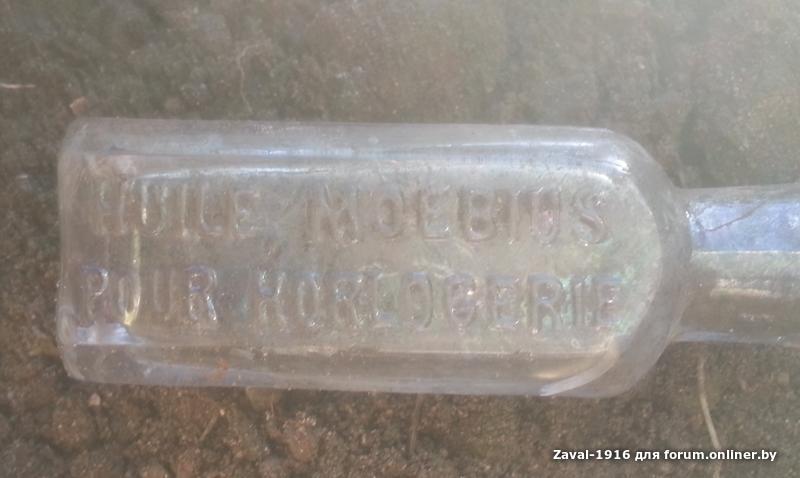 HUILE MOEBIUS
POUR HORLOGERIE
Zaval-1916 для forum.onliner.by